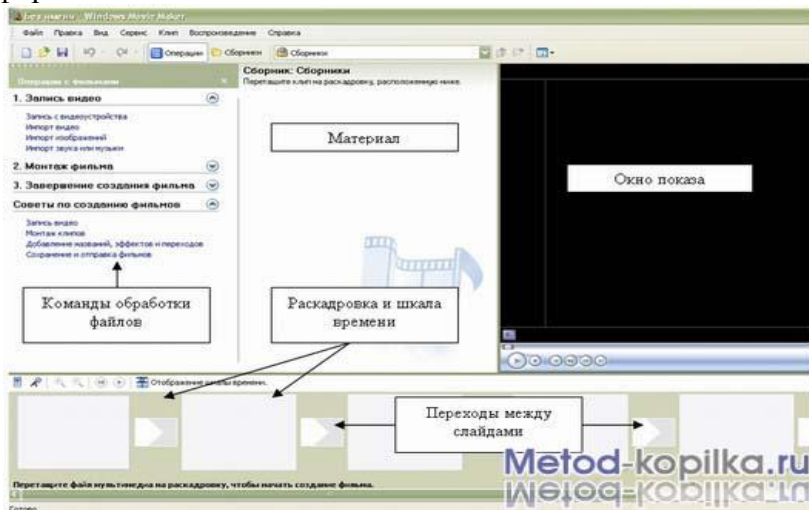 Без имени - Windows Movie Maker
Файл Правка Вид Сервис Клип Воспроизведение Справка
Операции Сборники Сборники
Операции с фильмами
Сборник: Сборники
Перетащите клип на раскадровку, расположенную ниже.
1. Запись видео
Запись с видеоустройства
Импорт видео
Импорт изображений
Импорт звука или музыки
2. Монтаж фильма
3. Завершение создания фильма
Советы по созданию фильмов
Запись видео
Монтаж клипов
Добавление названий, эффектов и переходов
Сохранение и отправка фильмов
Материал
Окно показа
Команды обработки
файлов
Раскадровка и шкала
времени
Отображение шкалы времени.
Переходы между
слайдами
Перетащите файл мультимедиа на раскадровку, чтобы начать создание фильма.
Готово
Metod-kopilka.ru